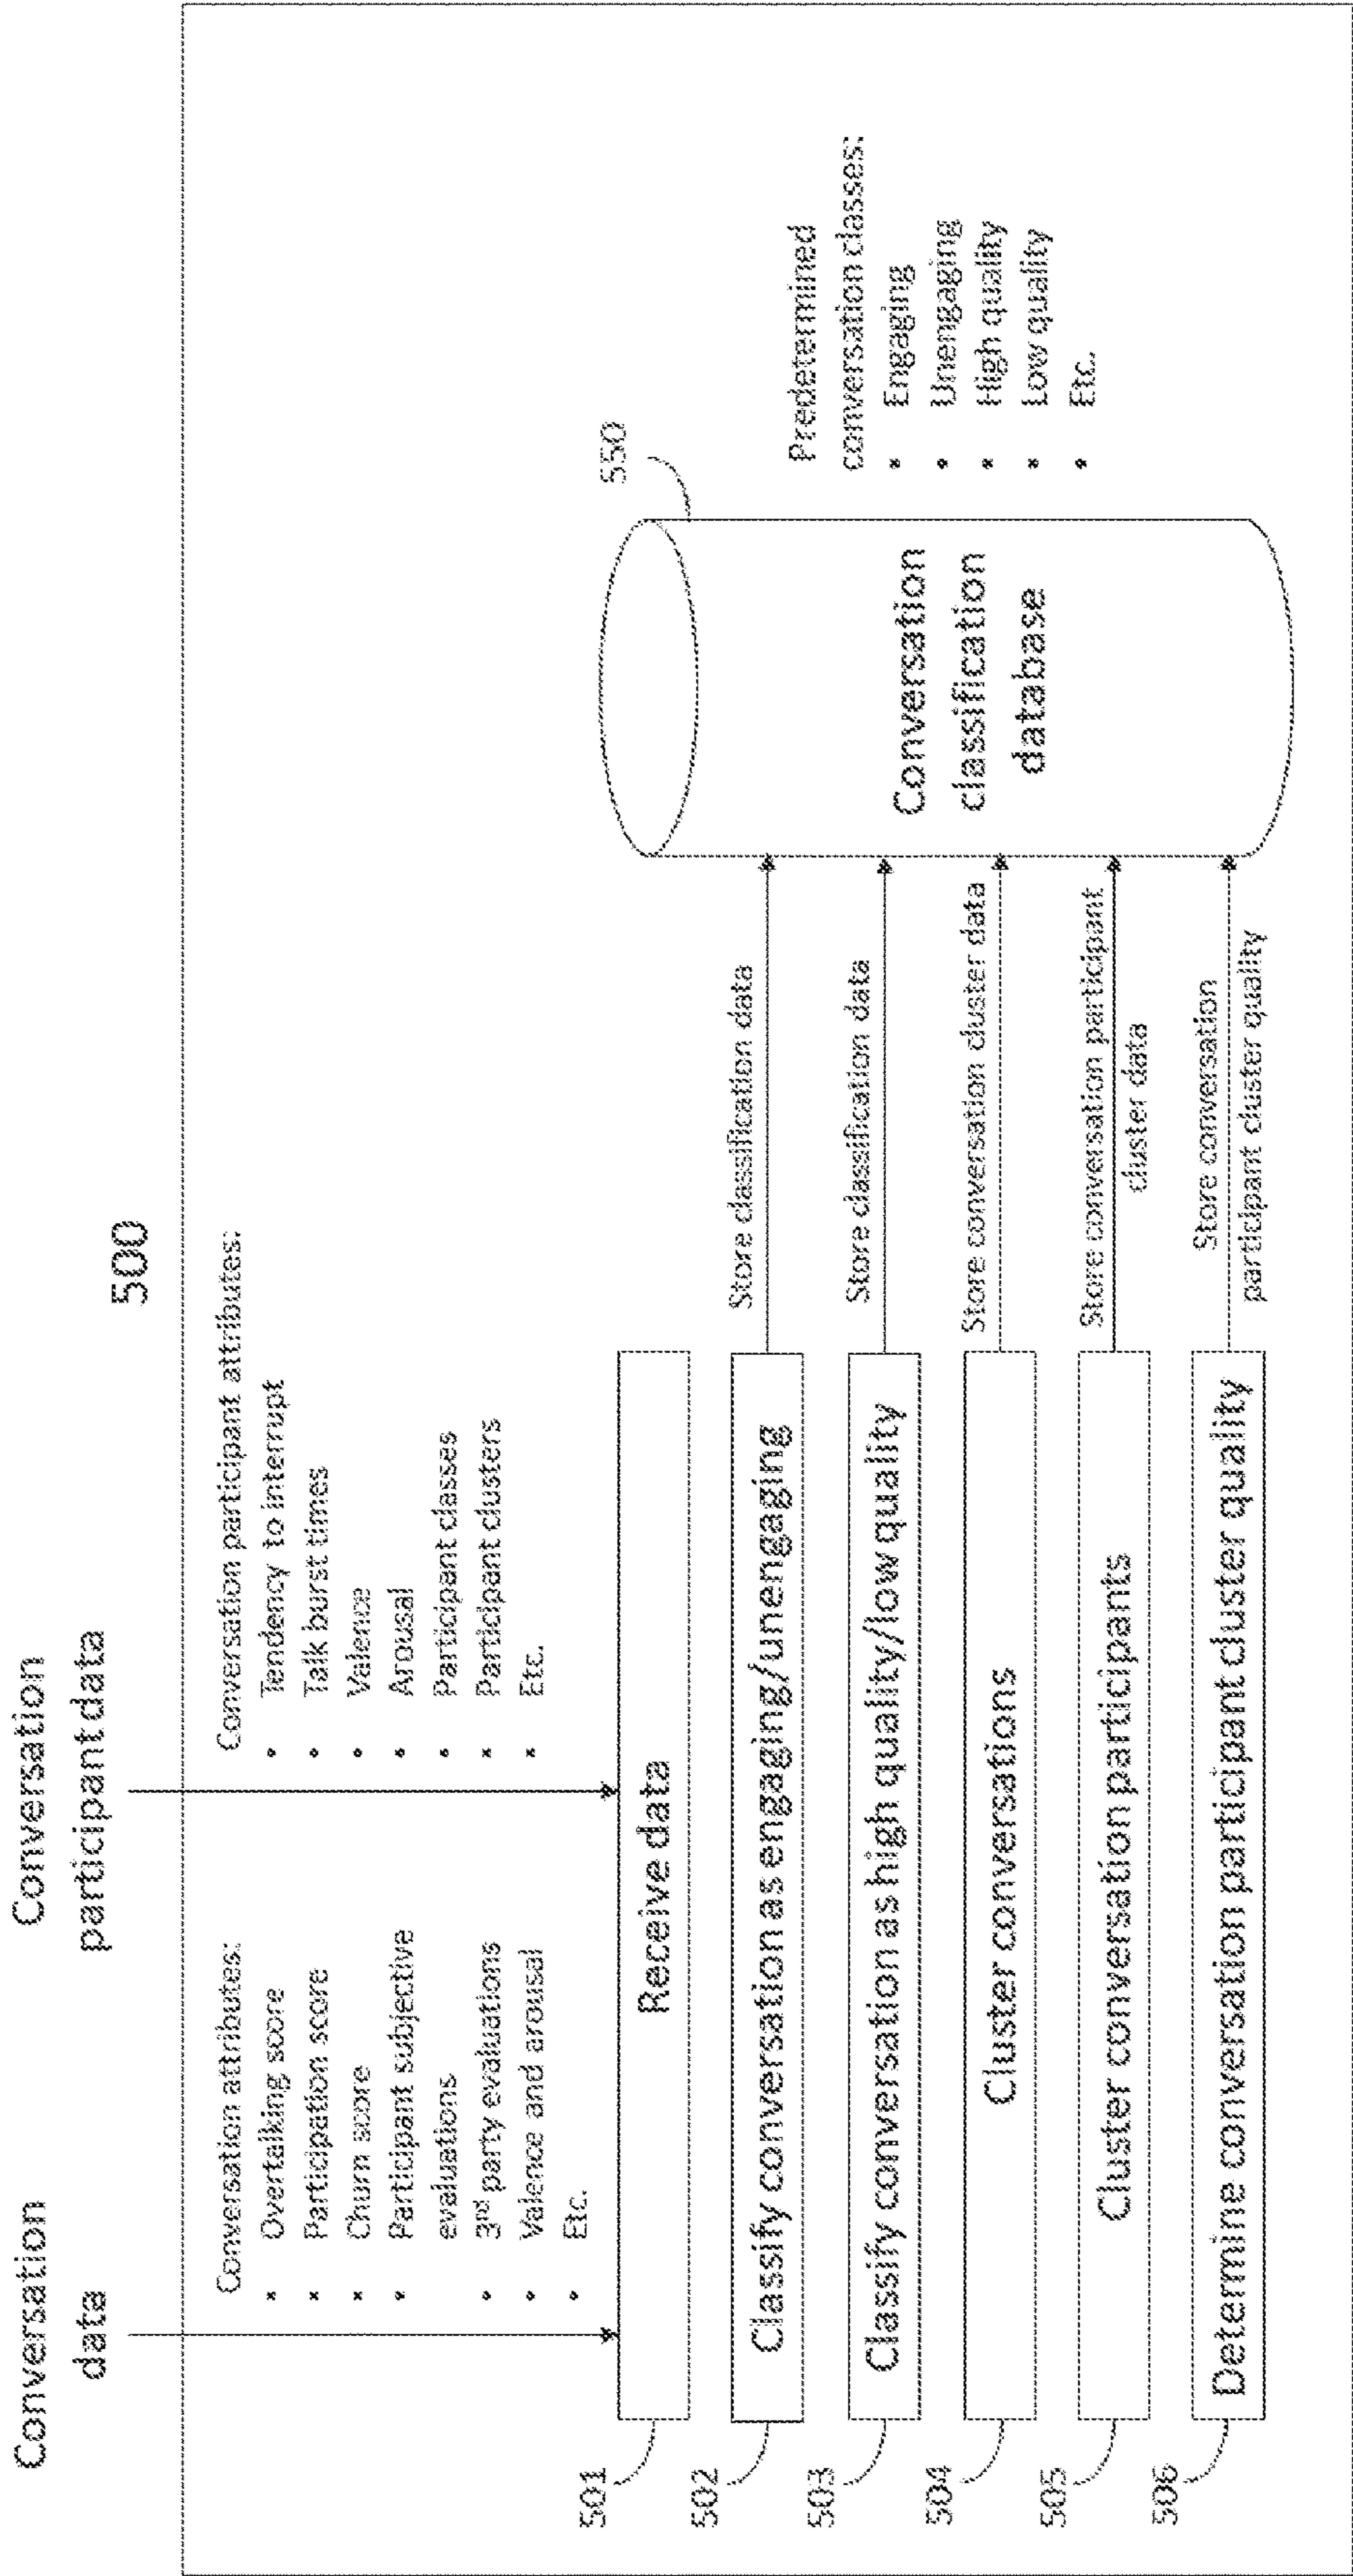 500
Conversation
data
Conversation
participant data
Conversation attributes:
• Overtalking score
• Participation score
• Churn score
• Participant subjective
evaluations
• 3rd party evaluations
• Valence and arousal
• Etc.
Conversation participant attributes:
• Tendency to interrupt
• Talk burst times
• Valence
• Arousal
• Participant classes
• Participant clusters
• Etc.
501
Receive data
502
Classify conversation as engaging/unengaging
Store classification data
503
Classify conversation as high quality/low quality
Store classification data
504
Cluster conversations
Store conversation cluster data
505
Cluster conversation participants
Store conversation participant
cluster data
506
Determine conversation participant cluster quality
Store conversation
participant cluster quality
550
Conversation
classification
database
Predetermined
conversation classes:
• Engaging
• Unengaging
• High quality
• Low quality
• Etc.